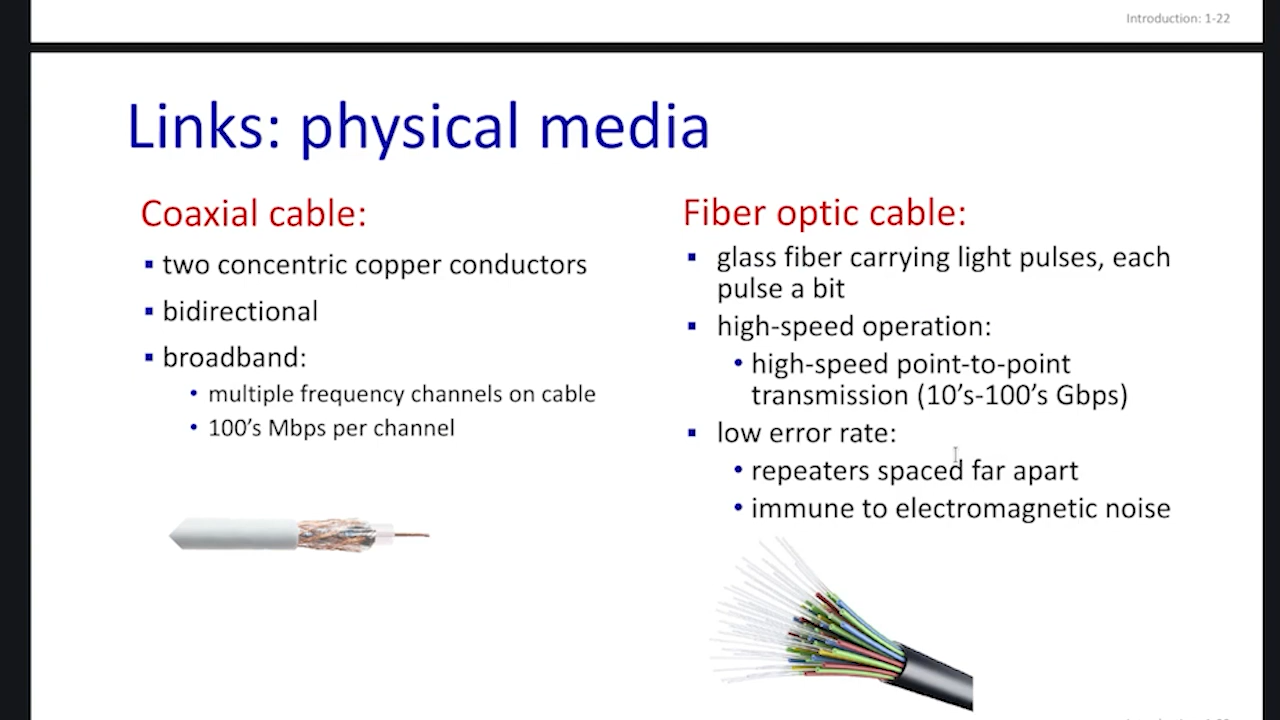 Introduction: 1-22
Links: physical media
Coaxial cable:
▪ two concentric copper conductors
▪ bidirectional
▪ broadband:
• multiple frequency channels on cable
• 100's Mbps per channel
Fiber optic cable:
▪ glass fiber carrying light pulses, each
pulse a bit
▪ high-speed operation:
• high-speed point-to-point
transmission (10's-100's Gbps)
▪ low error rate:
• repeaters spaced far apart
• immune to electromagnetic noise